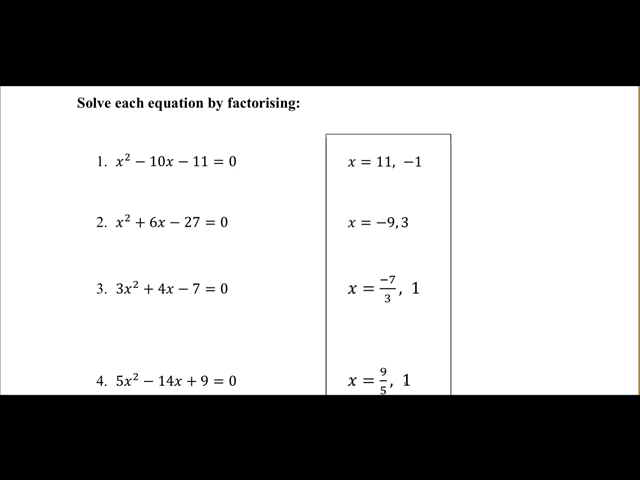 Solve each equation by factorising:
1. x² − 10x − 11 = 0    x = 11, −1
2. x² + 6x − 27 = 0    x = −9, 3
3. 3x² + 4x − 7 = 0    x = −7/3, 1
4. 5x² − 14x + 9 = 0    x = 9/5, 1